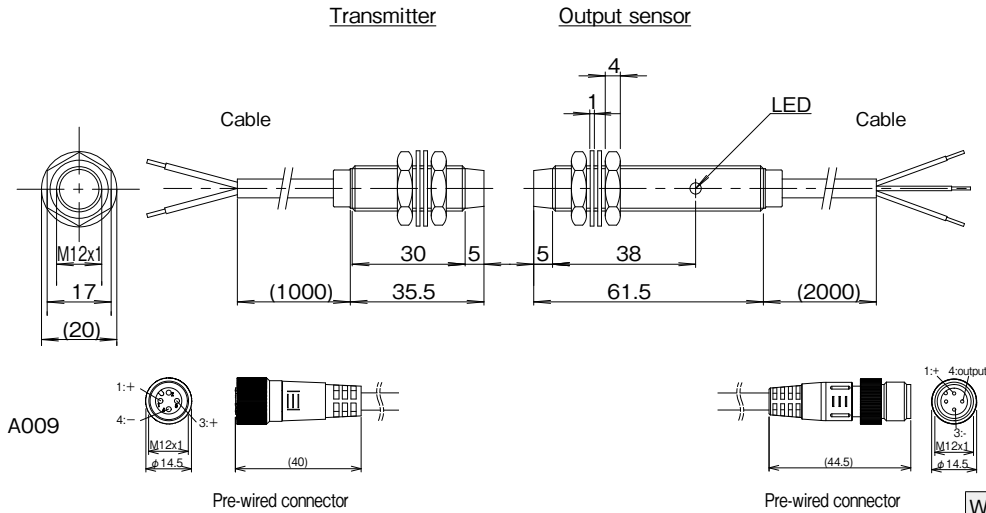 Transmitter
Output sensor
4
1
LED
Cable
Cable
M12x1
30
5
5
38
17
(1000)
35.5
61.5
(2000)
(20)
1:+
4:−
3:+
1:+
4:output
3:-
A009
M12x1
φ14.5
(40)
(44.5)
M12x1
φ14.5
Pre-wired connector
Pre-wired connector
W